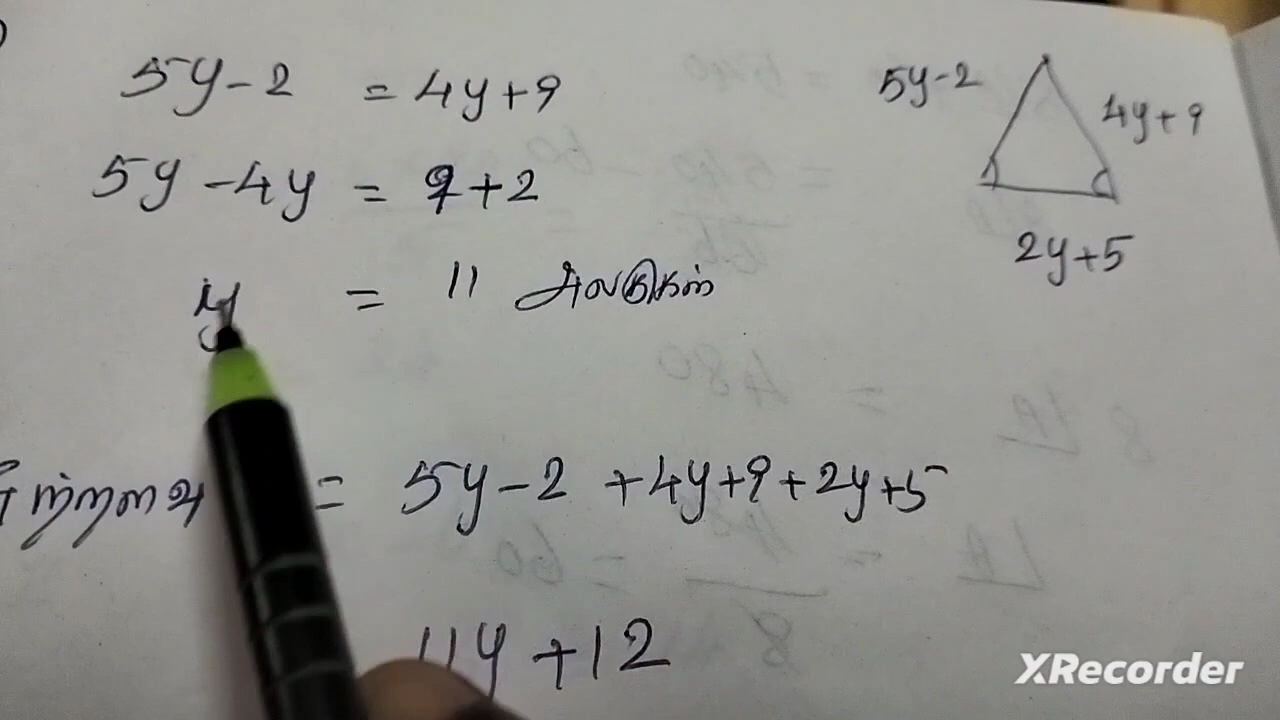 5y-2 = 4y+9
5y-4y = 9+2
y = 11 அலகுகள்
5y-2
4y+9
2y+5
சுற்றளவு = 5y-2 +4y+9+2y+5
11y+12
XRecorder